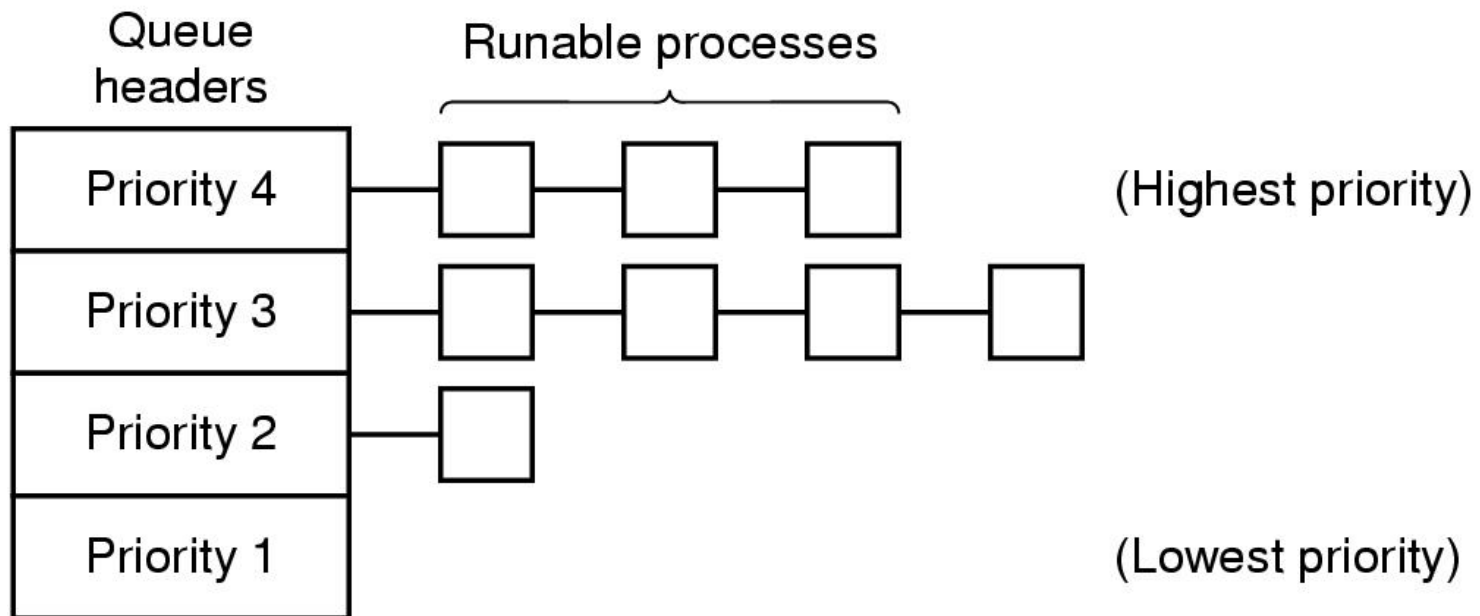 Queue
headers
Runable processes
Priority 4
(Highest priority)
Priority 3
Priority 2
Priority 1
(Lowest priority)